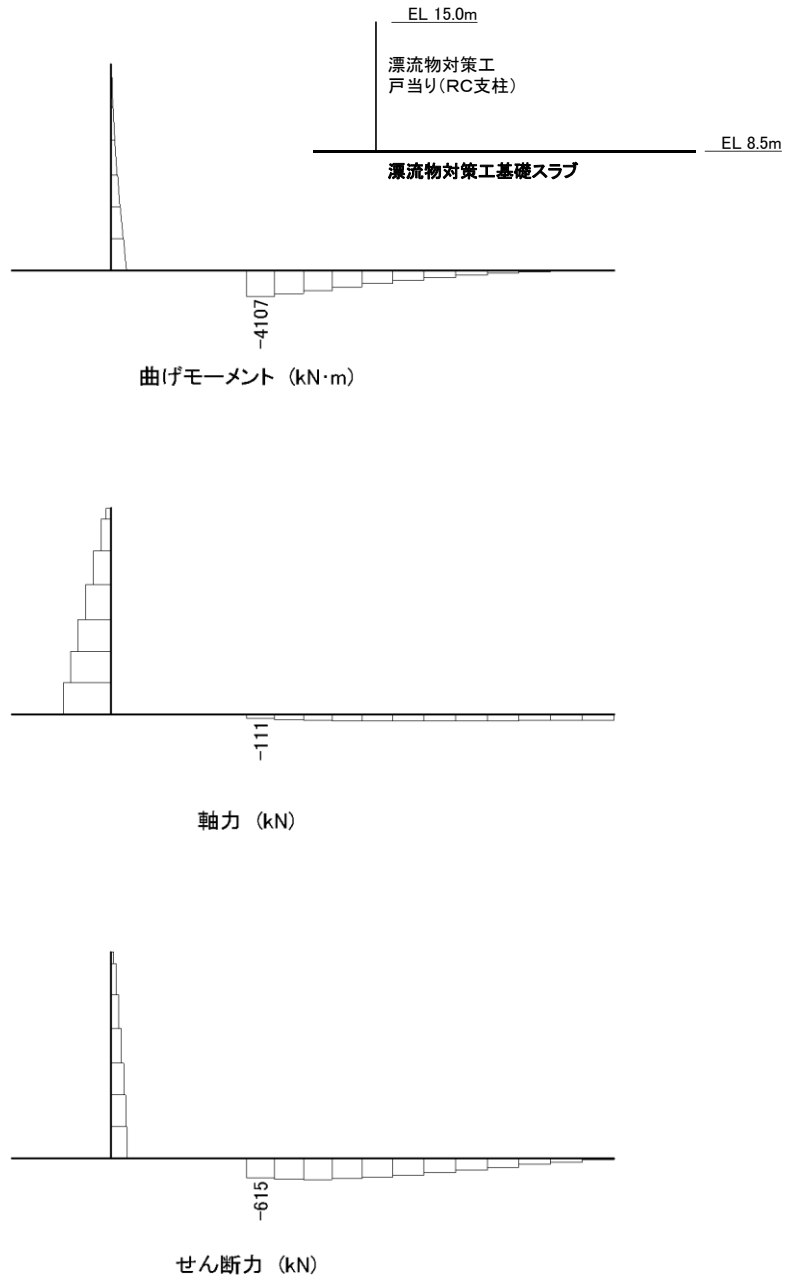 EL 15.0m
漂流物対策工
戸当り(RC支柱)
EL 8.5m
漂流物対策工基礎スラブ
-4107
曲げモーメント (kN・m)
-111
軸力 (kN)
-615
せん断力 (kN)